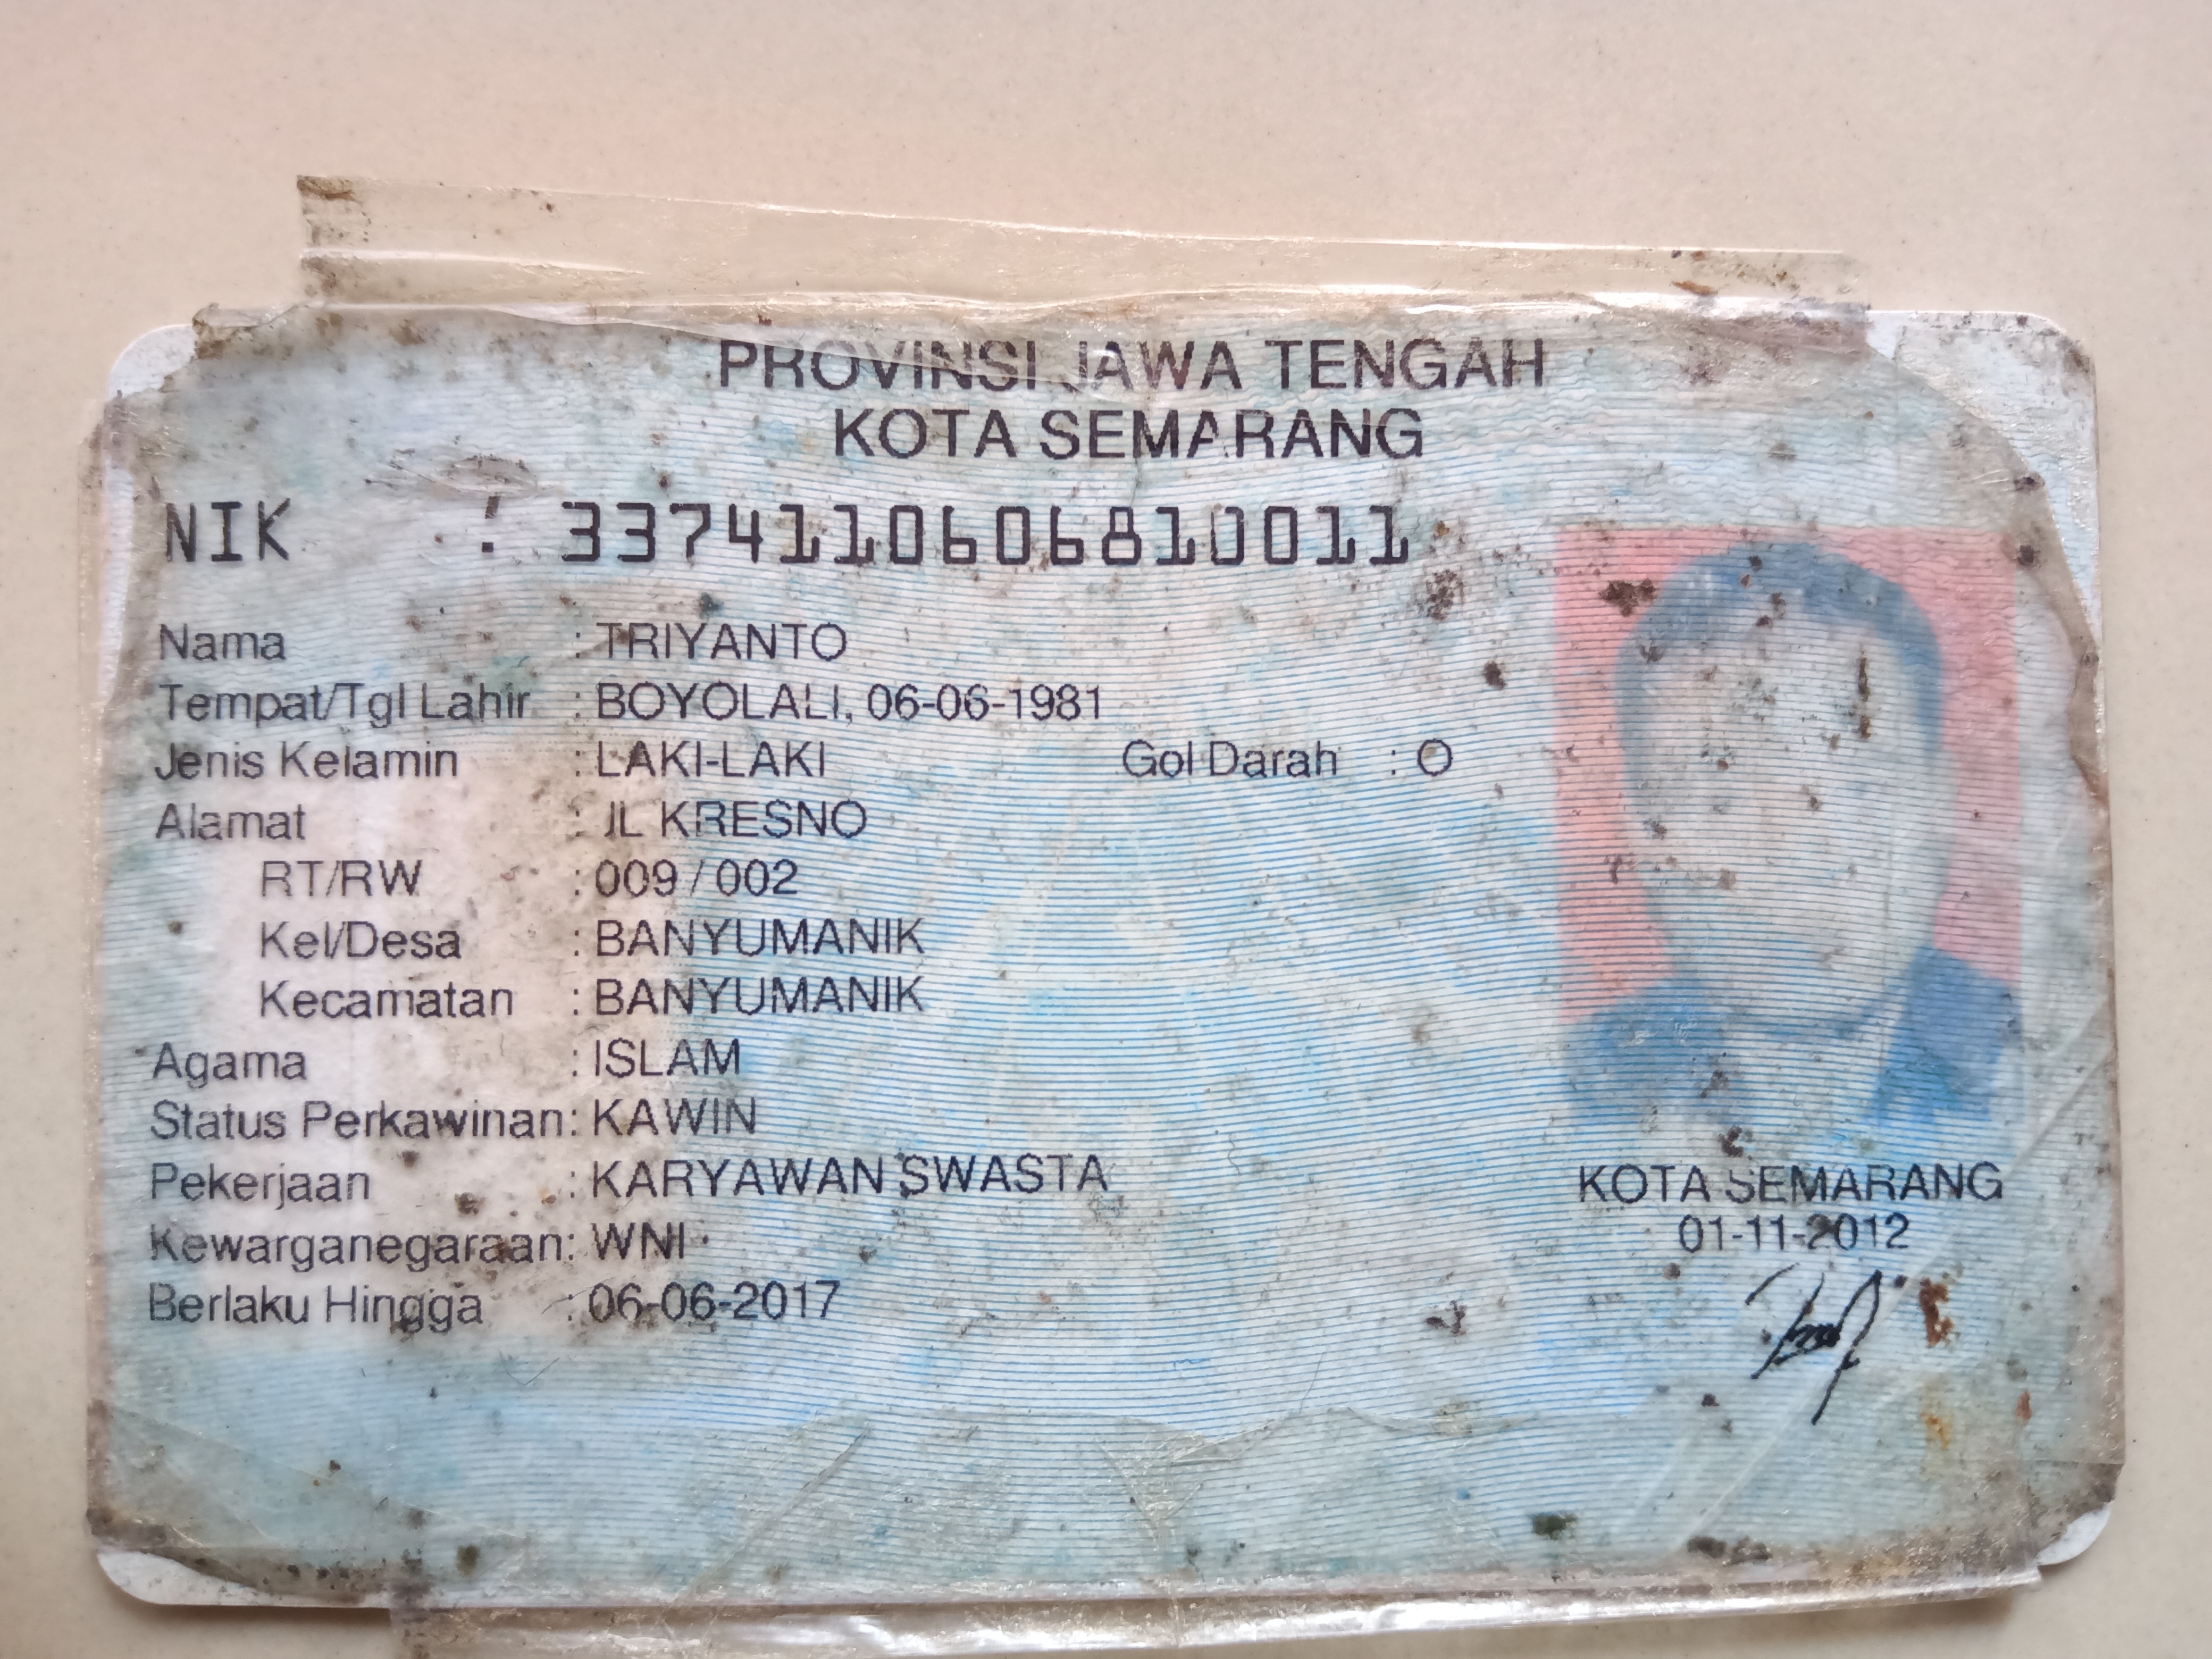 PROVINSI JAWA TENGAH
KOTA SEMARANG
NIK : 3374110606810011
Nama : TRIYANTO
Tempat/Tgl Lahir : BOYOLALI, 06-06-1981
Jenis Kelamin : LAKI-LAKI Gol Darah : O
Alamat : JL KRESNO
RT/RW : 009 / 002
Kel/Desa : BANYUMANIK
Kecamatan : BANYUMANIK
Agama : ISLAM
Status Perkawinan : KAWIN
Pekerjaan : KARYAWAN SWASTA
Kewarganegaraan : WNI
Berlaku Hingga : 06-06-2017
KOTA SEMARANG
01-11-2012